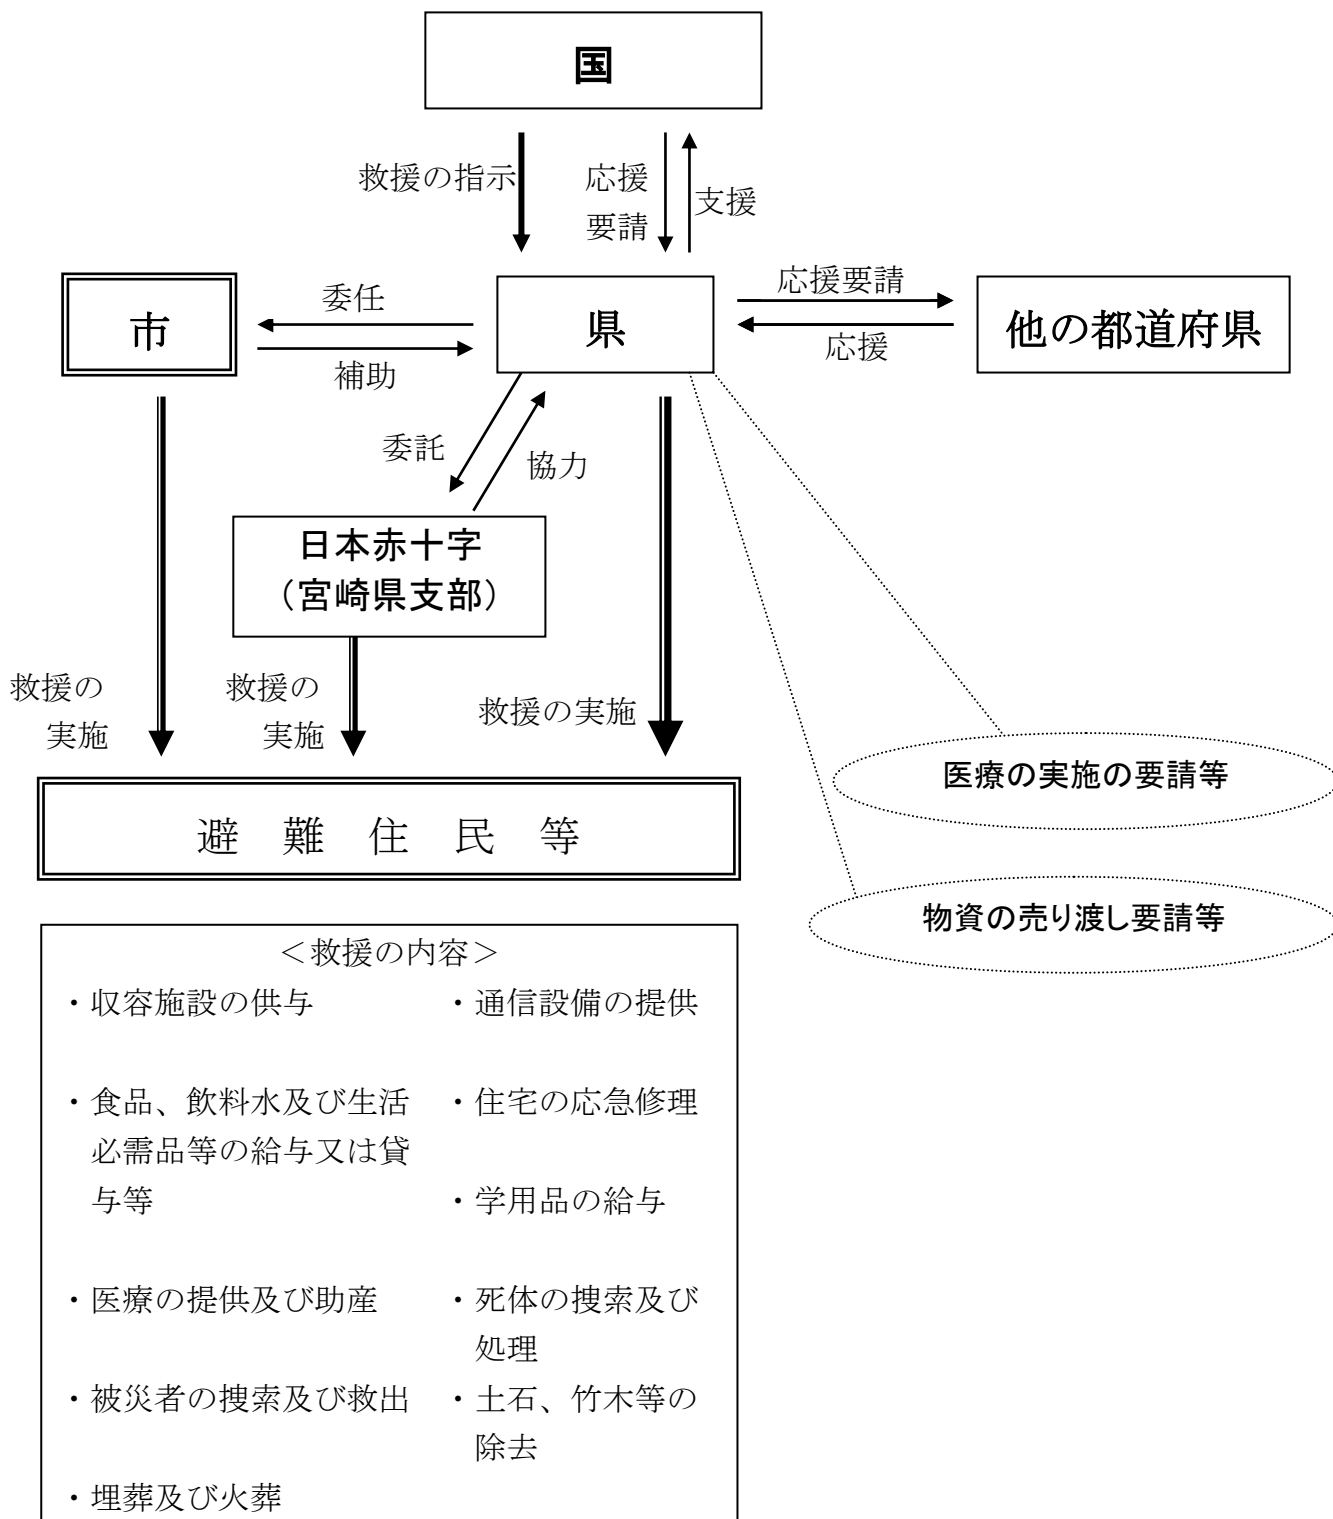 国
救援の指示
応援
要請
支援
市
委任
補助
県
応援要請
応援
他の都道府県
委託
協力
日本赤十字
（宮崎県支部）
救援の
実施
救援の
実施
救援の実施
避 難 住 民 等
医療の実施の要請等
物資の売り渡し要請等
＜救援の内容＞
・収容施設の供与
・食品、飲料水及び生活
必需品等の給与又は貸
与等
・医療の提供及び助産
・被災者の捜索及び救出
・埋葬及び火葬
・通信設備の提供
・住宅の応急修理
・学用品の給与
・死体の捜索及び
処理
・土石、竹木等の
除去